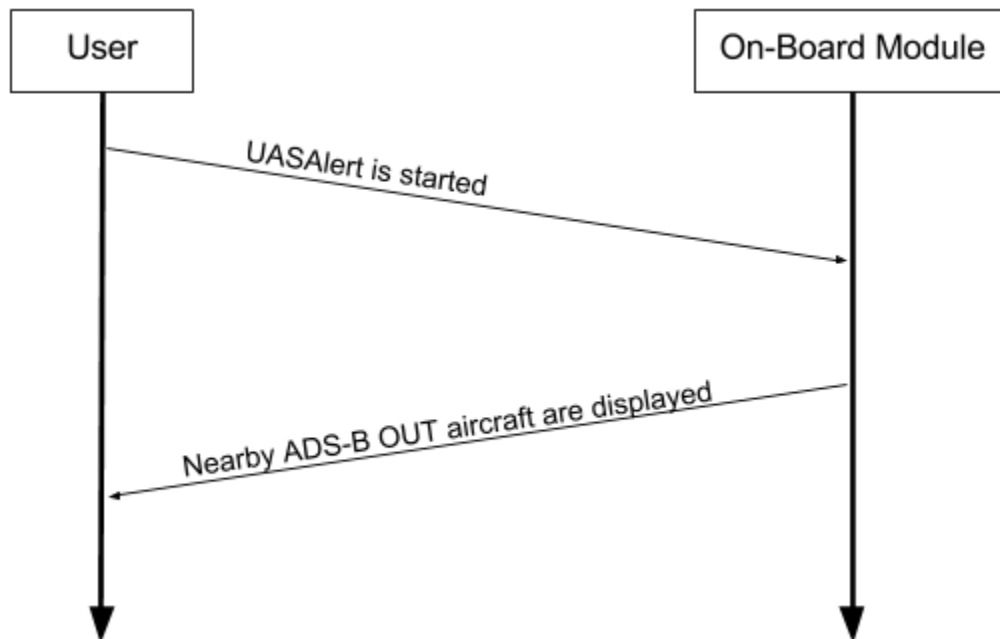 User
On-Board Module
UASAlert is started
Nearby ADS-B OUT aircraft are displayed